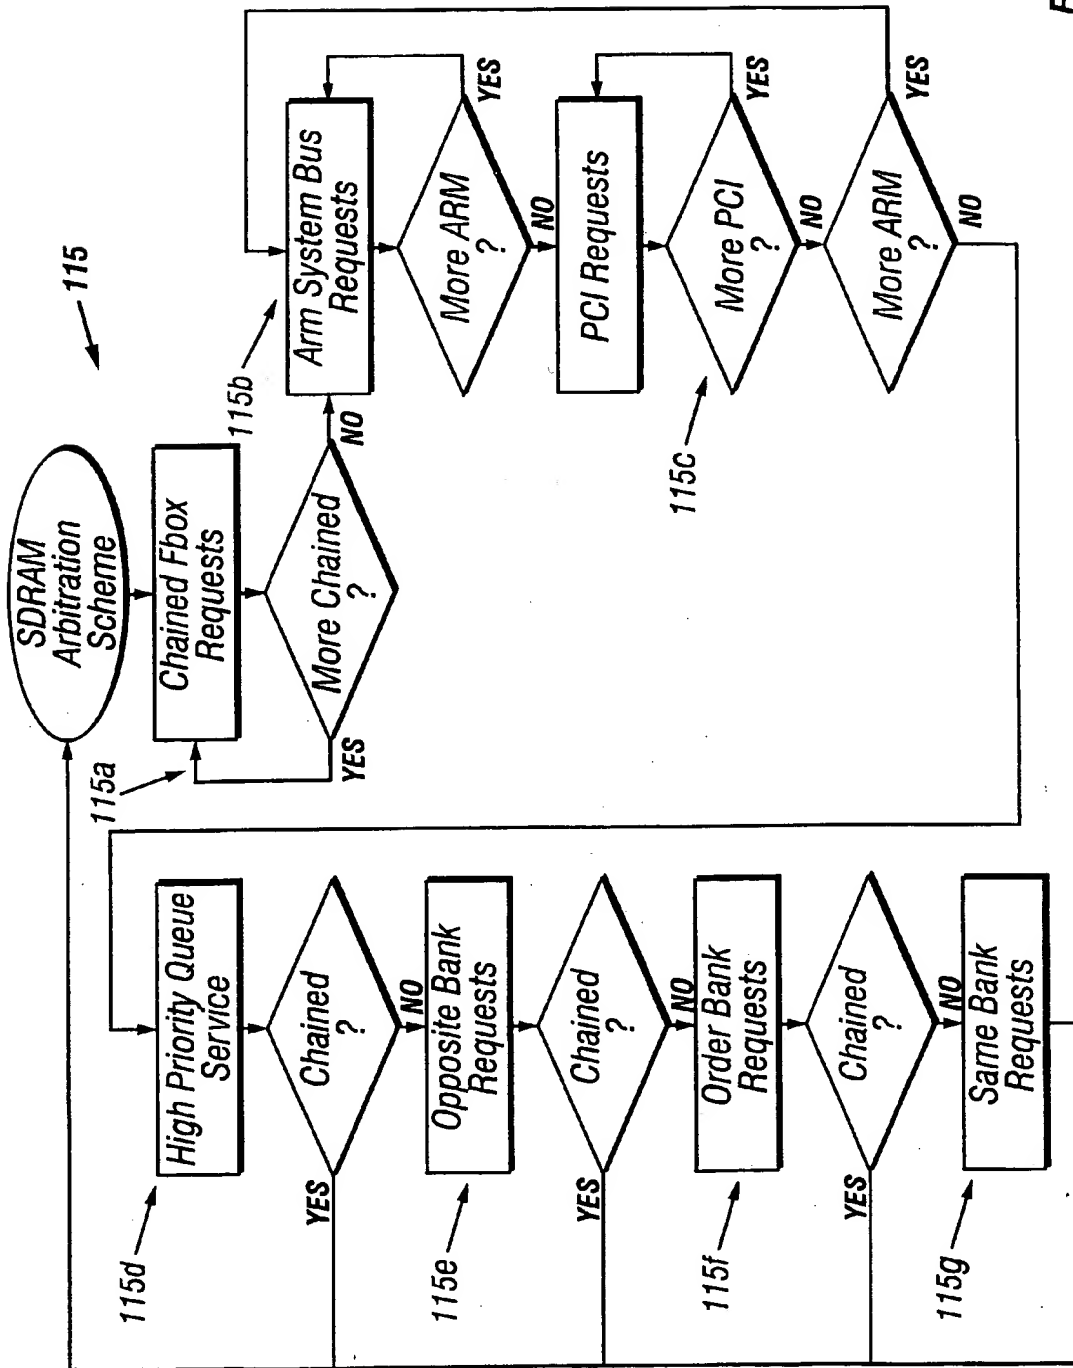 115
SDRAM
Arbitration
Scheme
115a
Chained Fbox
Requests
More Chained
?
YES
NO
115b
Arm System Bus
Requests
More ARM
?
YES
NO
PCI Requests
115c
More PCI
?
YES
NO
More ARM
?
YES
NO
115d
High Priority Queue
Service
Chained
?
YES
NO
115e
Opposite Bank
Requests
Chained
?
YES
NO
115f
Order Bank
Requests
Chained
?
YES
NO
115g
Same Bank
Requests